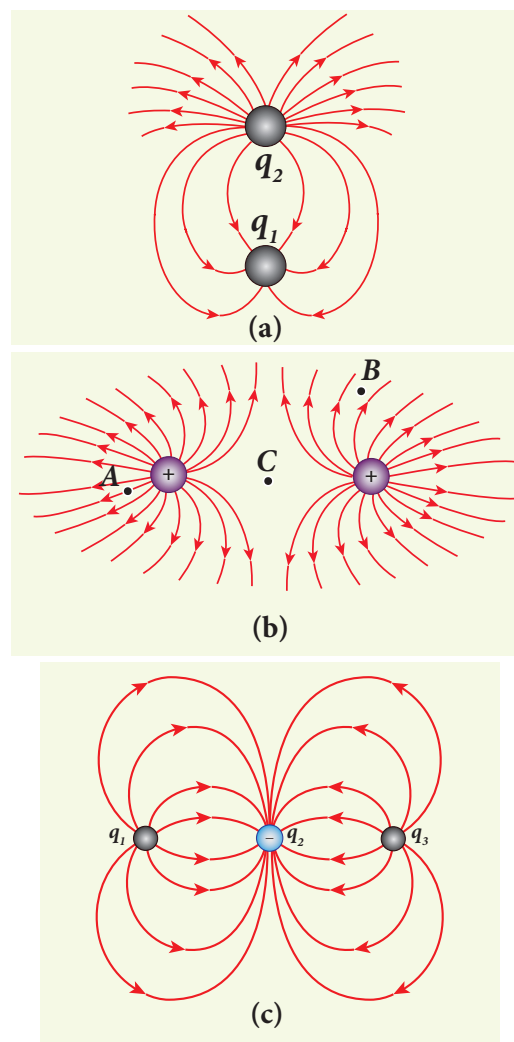 q₂
q₁
(a)
B
+ +
A C
(b)
q₁ − q₂ q₃
(c)